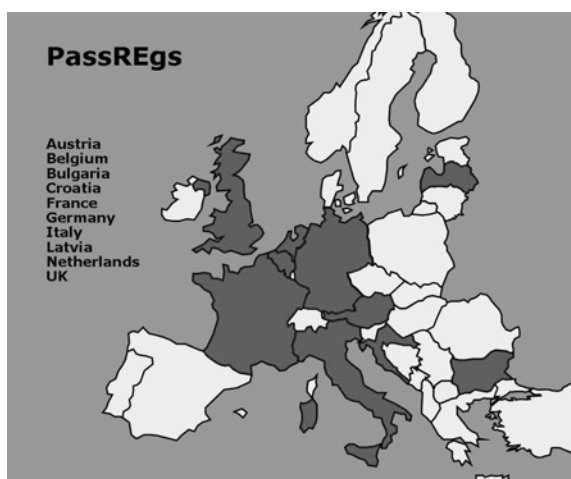 PassREgs
Austria
Belgium
Bulgaria
Croatia
France
Germany
Italy
Latvia
Netherlands
UK